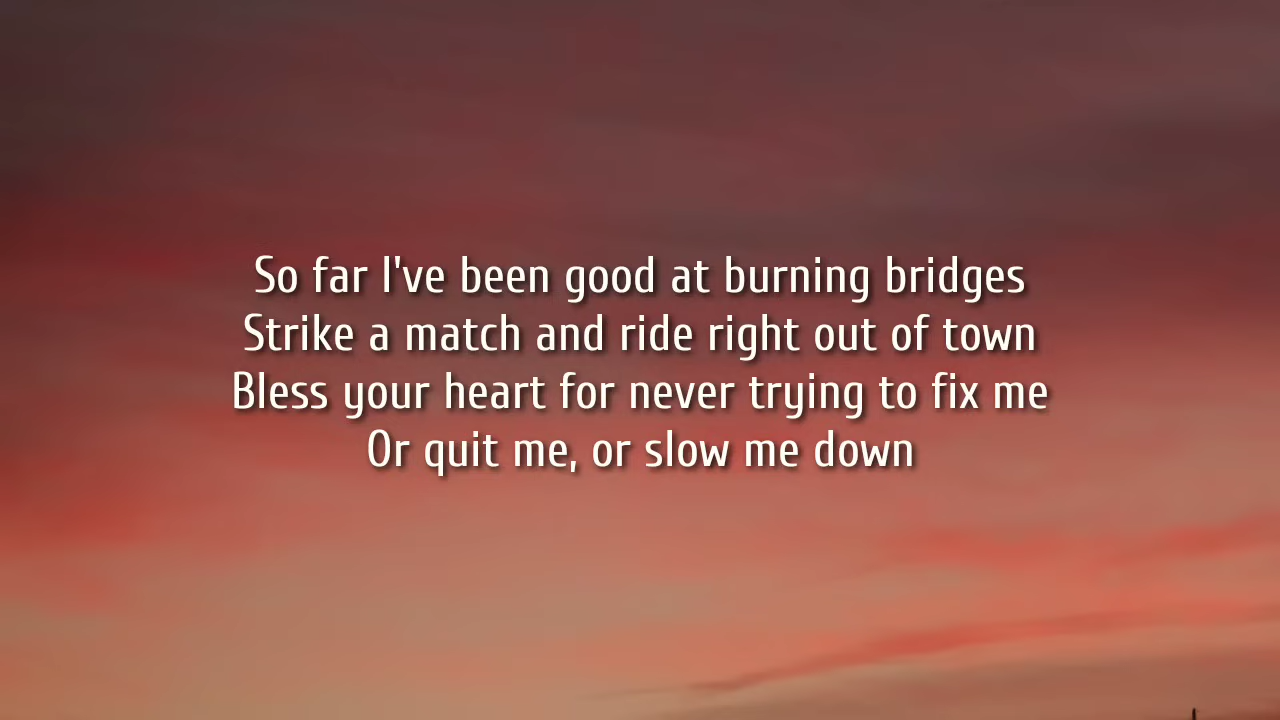 So far I've been good at burning bridges
Strike a match and ride right out of town
Bless your heart for never trying to fix me
Or quit me, or slow me down